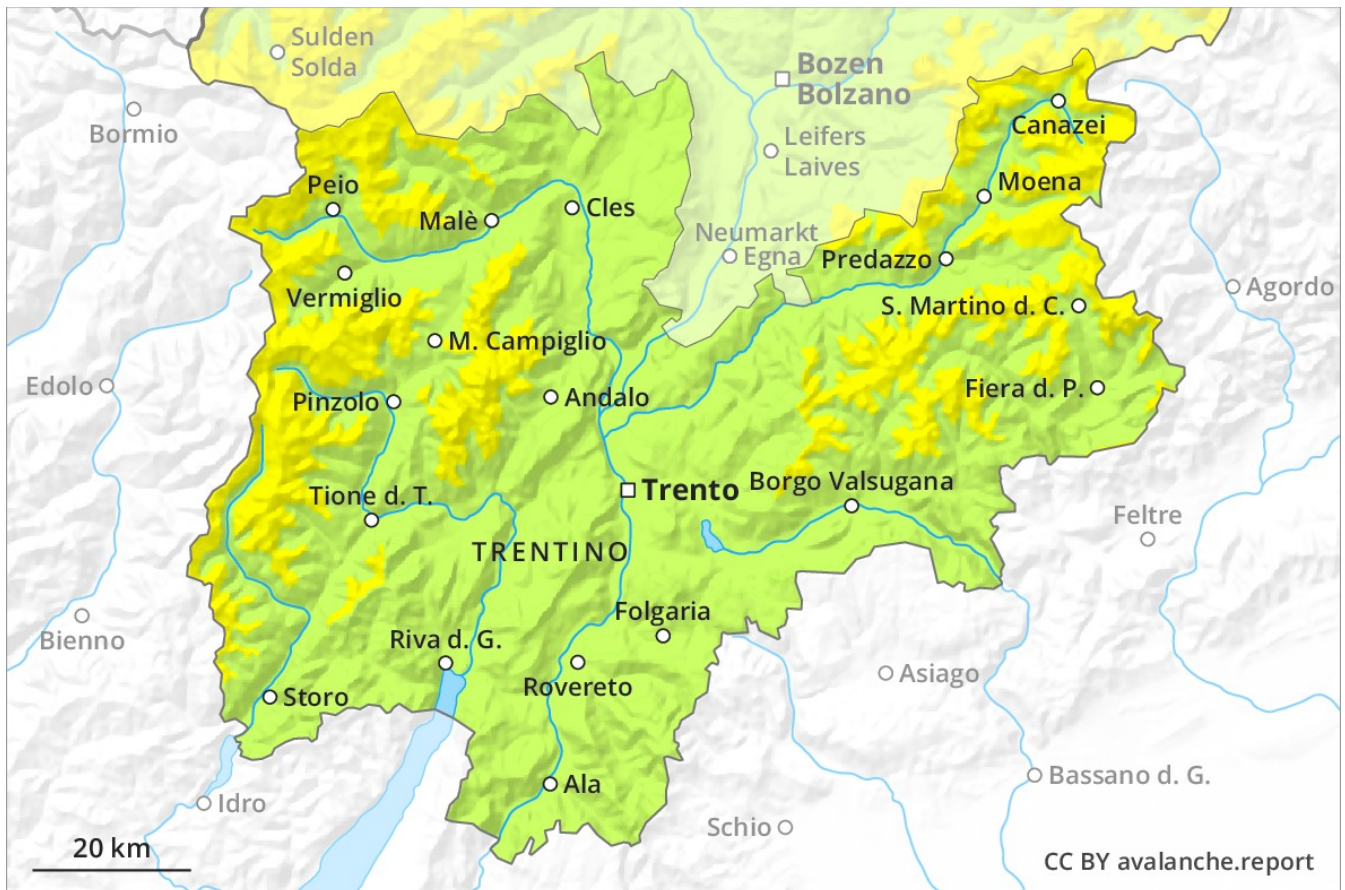 Sulden
Solda
Bozen
Bolzano
Bormio
Canazei
Leifers
Laives
Peio
Moena
Malè
Cles
Neumarkt
Egna
Predazzo
Vermiglio
Agordo
S. Martino d. C.
M. Campiglio
Edolo
Pinzolo
Andalo
Fiera d. P.
Tione d. T.
Trento
Borgo Valsugana
Feltre
TRENTINO
Bienno
Folgaria
Riva d. G.
Asiago
Storo
Rovereto
Bassano d. G.
Ala
Idro
Schio
20 km
CC BY avalanche.report